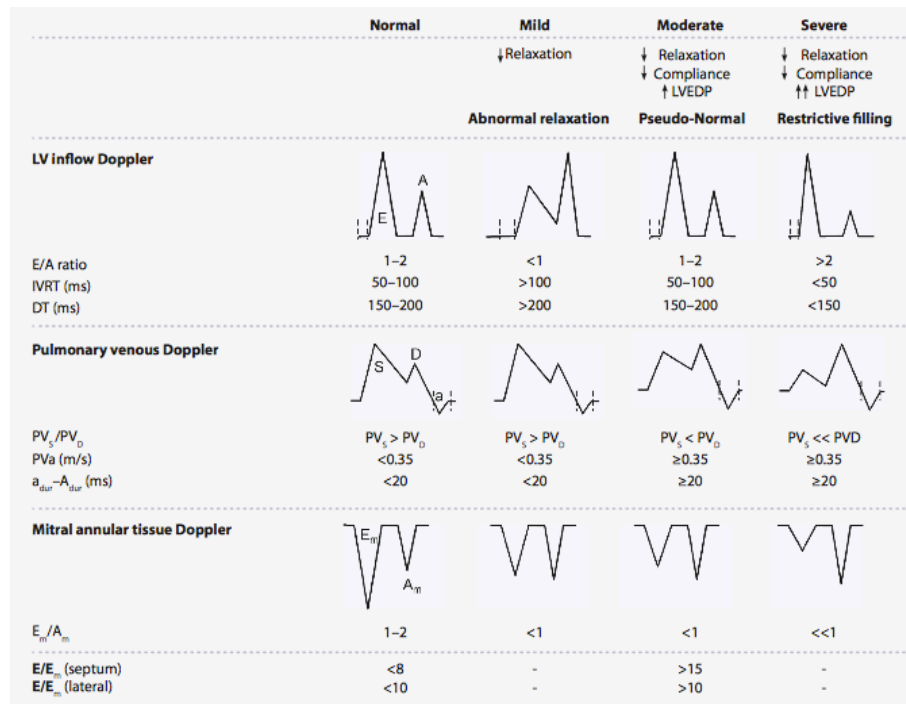 Normal Mild Moderate Severe
↓Relaxation ↓ Relaxation ↓ Relaxation
↓ Compliance ↓ Compliance
↑ LVEDP ↑↑ LVEDP
Abnormal relaxation Pseudo-Normal Restrictive filling
LV inflow Doppler
A
E
E/A ratio 1–2 <1 1–2 >2
IVRT (ms) 50–100 >100 50–100 <50
DT (ms) 150–200 >200 150–200 <150
Pulmonary venous Doppler
S D
a
PVS/PVD PVS > PVD PVS > PVD PVS < PVD PVS << PVD
PVa (m/s) <0.35 <0.35 ≥0.35 ≥0.35
adur–Adur (ms) <20 <20 ≥20 ≥20
Mitral annular tissue Doppler
Em
Am
Em/Am 1–2 <1 <1 <<1
E/Em (septum) <8 - >15 -
E/Em (lateral) <10 - >10 -